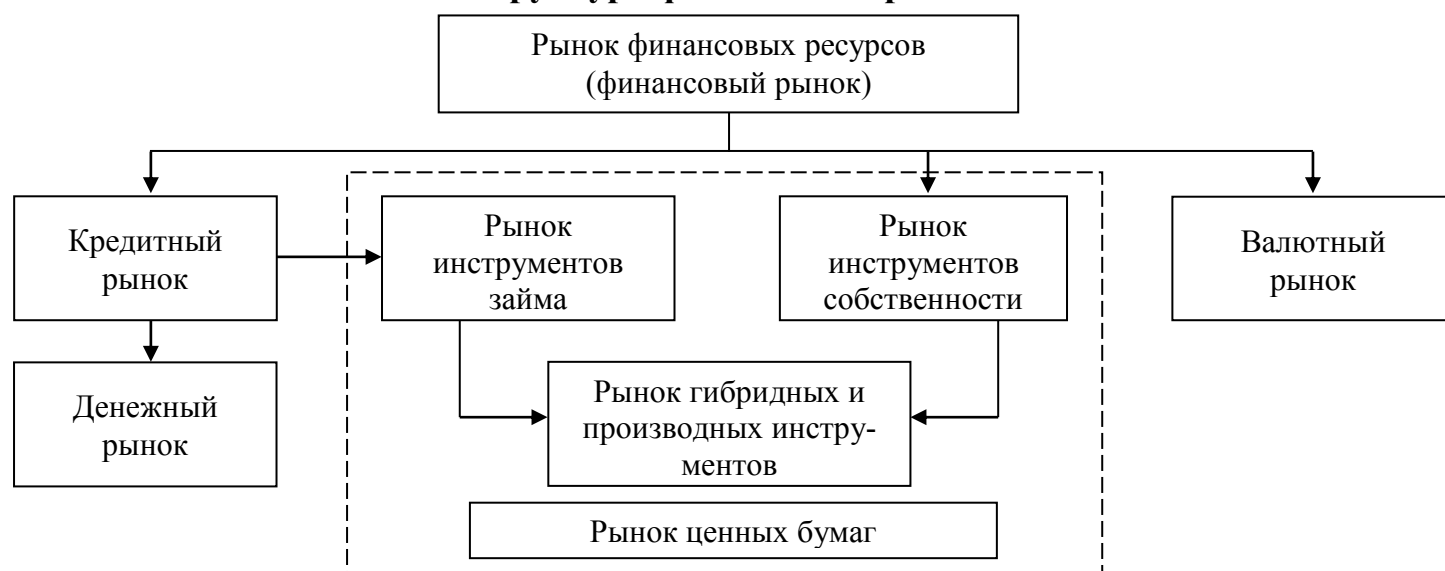 Рынок финансовых ресурсов
(финансовый рынок)
Кредитный
рынок
Рынок
инструментов
займа
Рынок
инструментов
собственности
Валютный
рынок
Денежный
рынок
Рынок гибридных и
производных инстру-
ментов
Рынок ценных бумаг